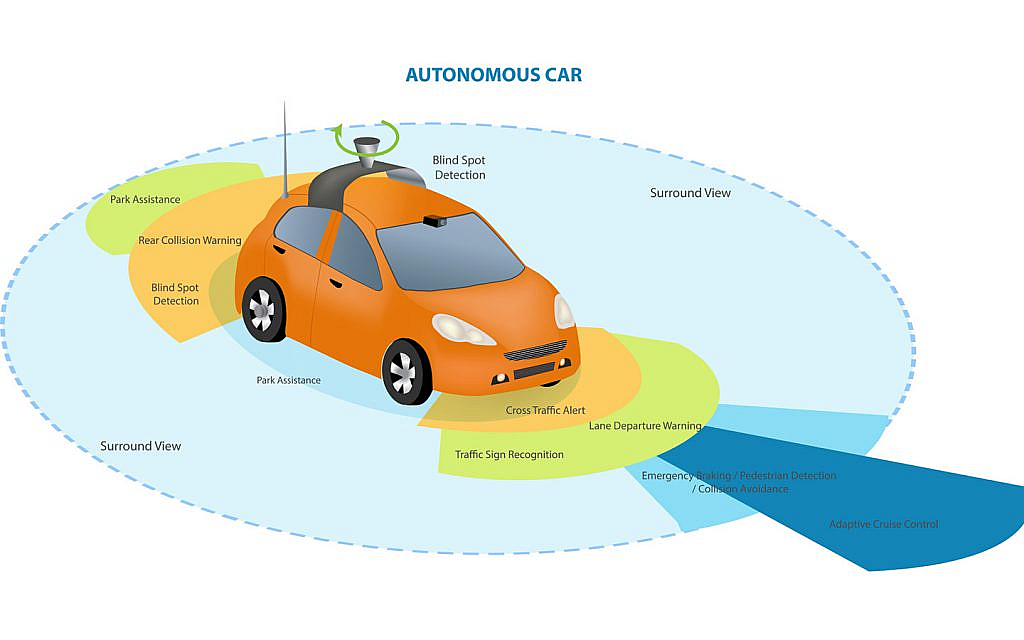 AUTONOMOUS CAR
Blind Spot
Detection
Surround View
Park Assistance
Rear Collision Warning
Blind Spot
Detection
Park Assistance
Cross Traffic Alert
Lane Departure Warning
Surround View
Traffic Sign Recognition
Emergency Braking / Pedestrian Detection
/ Collision Avoidance
Adaptive Cruise Control